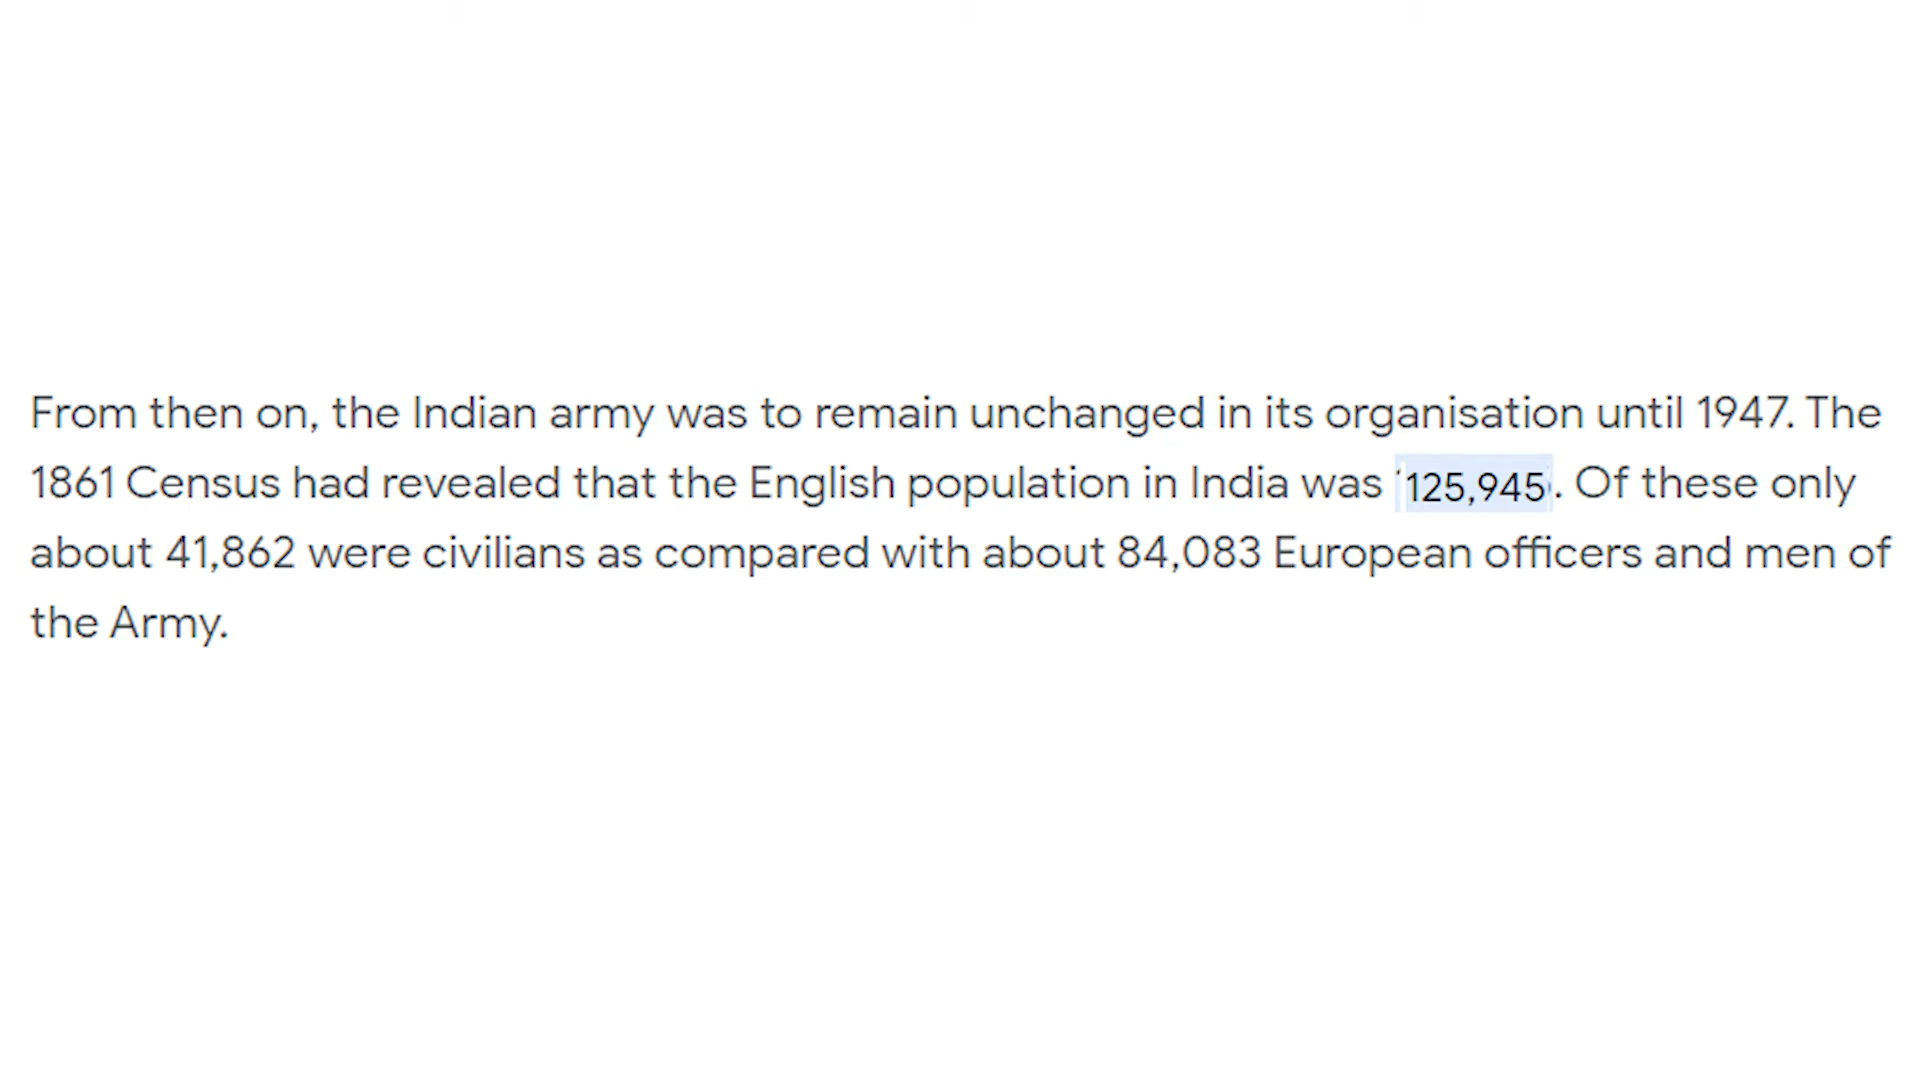 From then on, the Indian army was to remain unchanged in its organisation until 1947. The
1861 Census had revealed that the English population in India was 125,945. Of these only
about 41,862 were civilians as compared with about 84,083 European officers and men of
the Army.